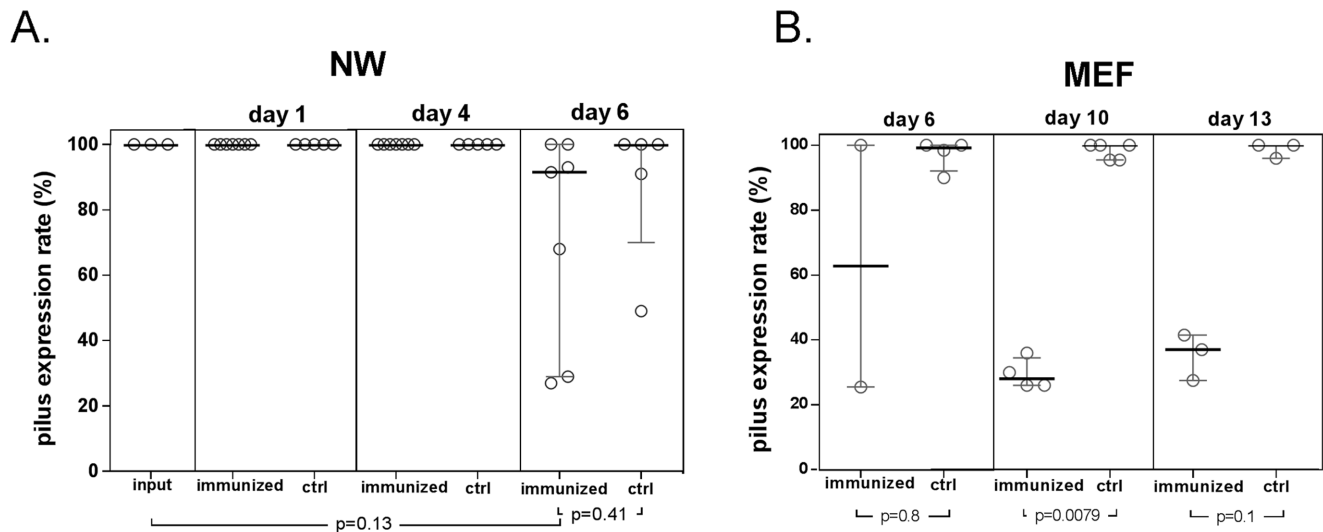 A.
NW
day 1 day 4 day 6
pilus expression rate (%)
100
80
60
40
20
0
input immunized ctrl immunized ctrl immunized ctrl
p=0.41
p=0.13
B.
MEF
day 6 day 10 day 13
pilus expression rate (%)
100
80
60
40
20
0
immunized ctrl immunized ctrl immunized ctrl
p=0.8 p=0.0079 p=0.1